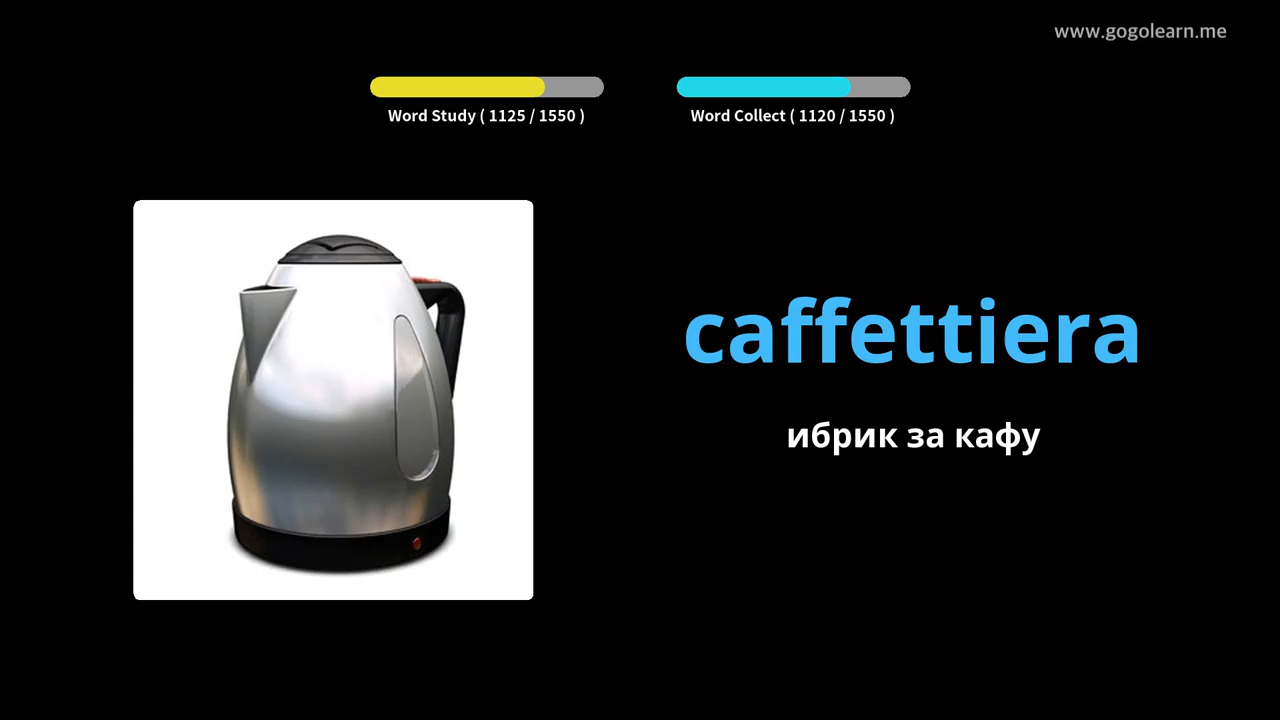 www.gogolearn.me
Word Study ( 1125 / 1550 )
Word Collect ( 1120 / 1550 )
caffettiera
ибрик за кафу